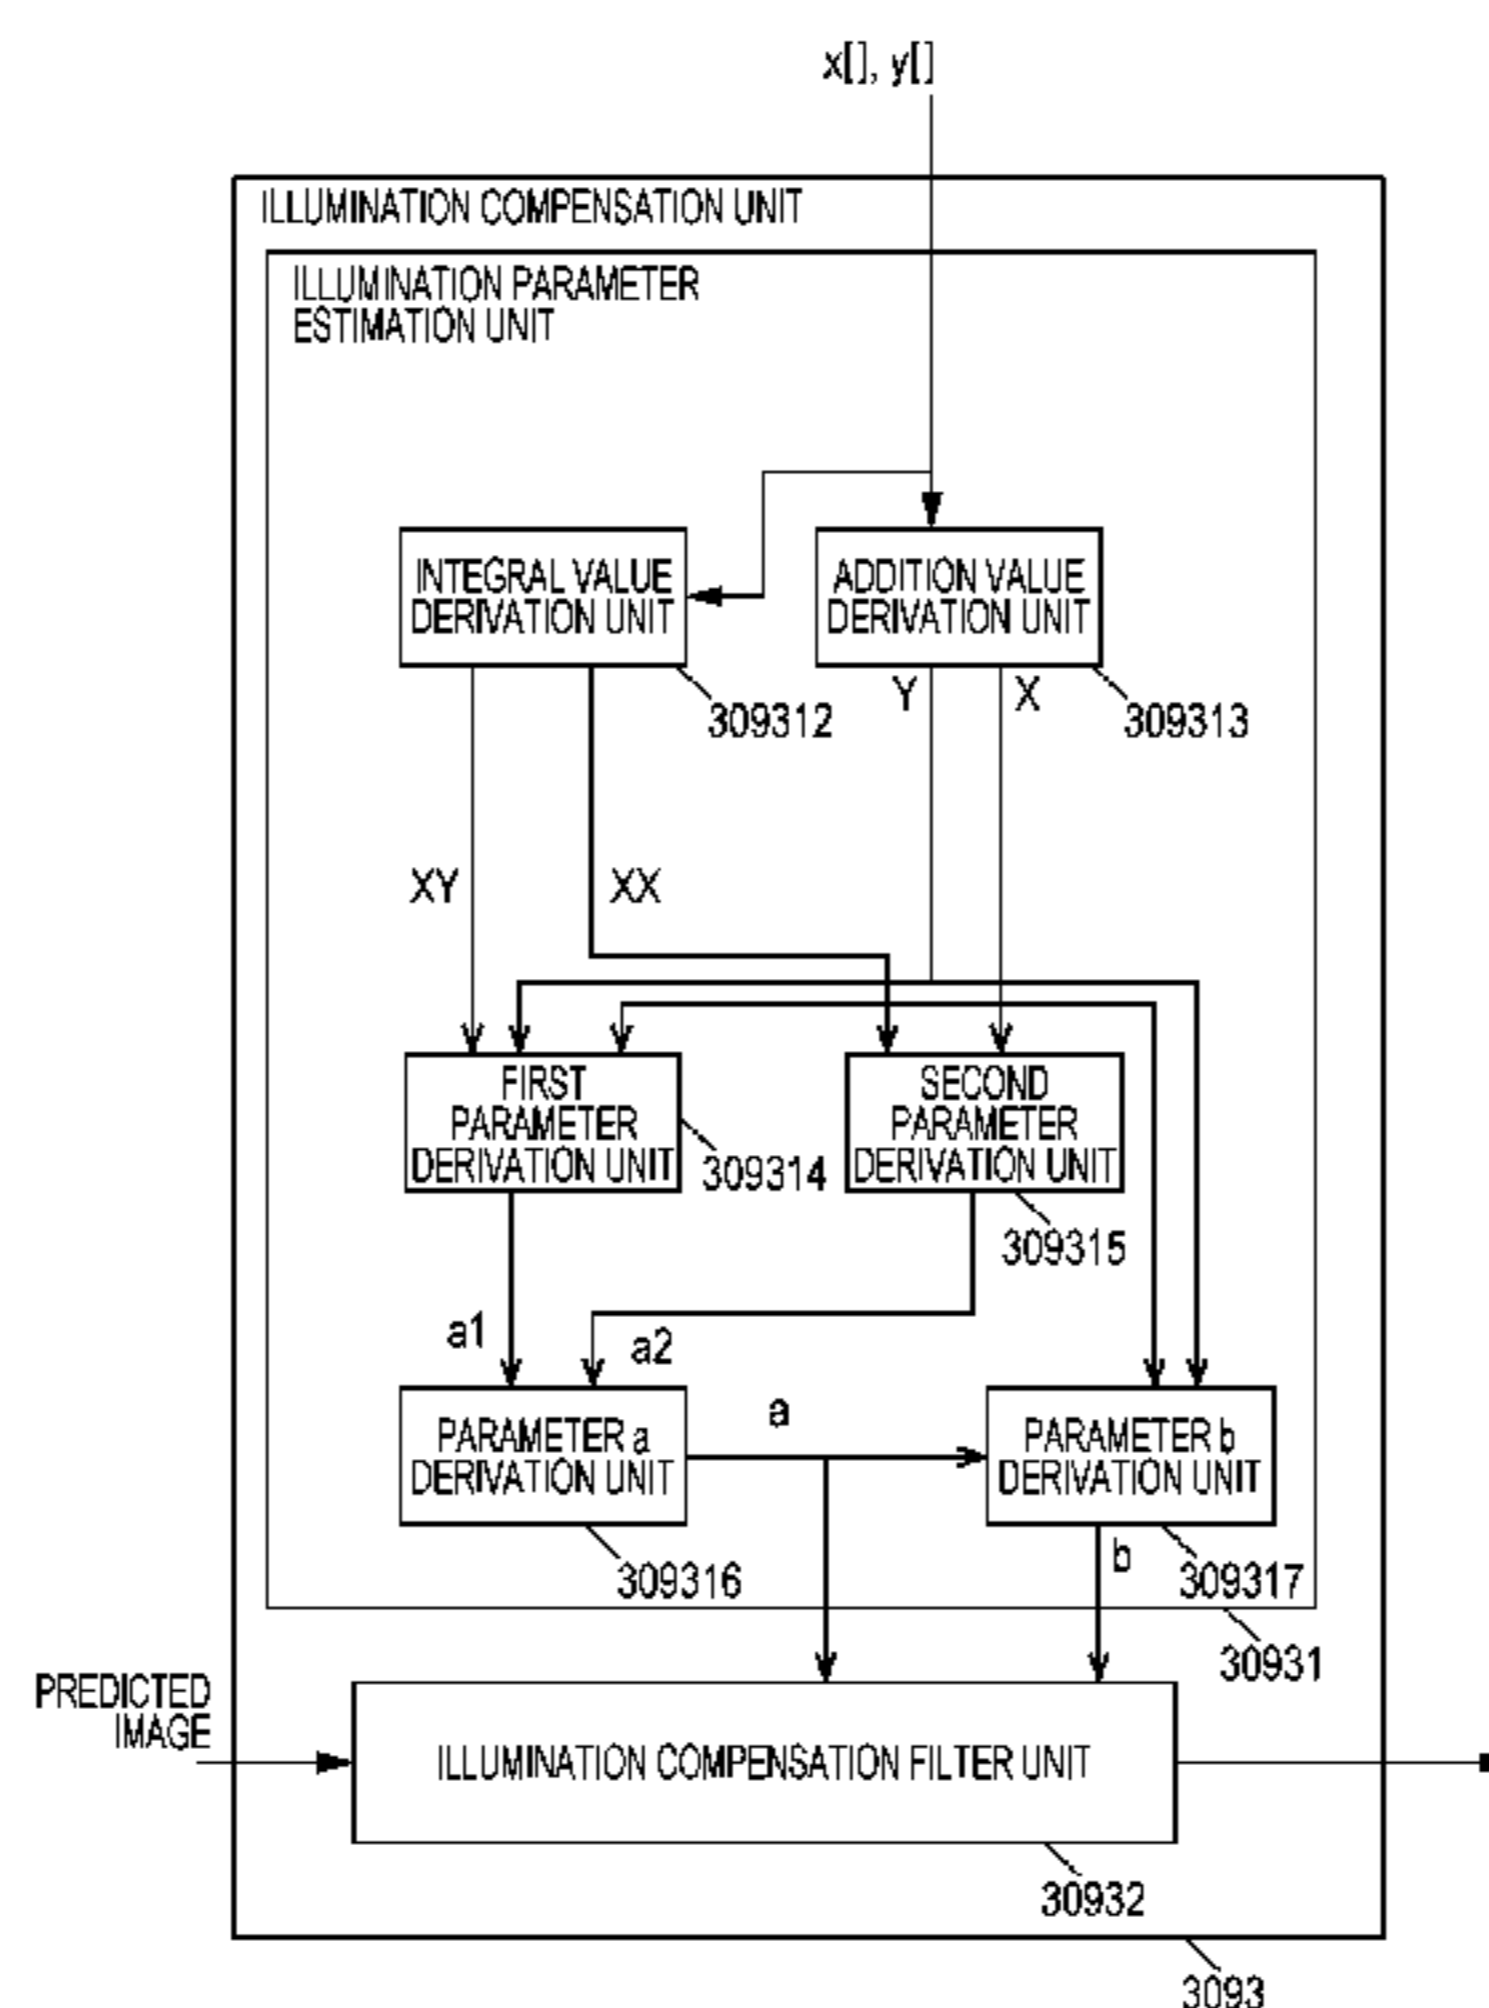 x[], y[]
ILLUMINATION COMPENSATION UNIT
ILLUMINATION PARAMETER
ESTIMATION UNIT
INTEGRAL VALUE
DERIVATION UNIT
309312
ADDITION VALUE
DERIVATION UNIT
309313
Y
X
XY
XX
FIRST
PARAMETER
DERIVATION UNIT
309314
SECOND
PARAMETER
DERIVATION UNIT
309315
a1
a2
PARAMETER a
DERIVATION UNIT
309316
a
PARAMETER b
DERIVATION UNIT
309317
b
30931
PREDICTED
IMAGE
ILLUMINATION COMPENSATION FILTER UNIT
30932
3093